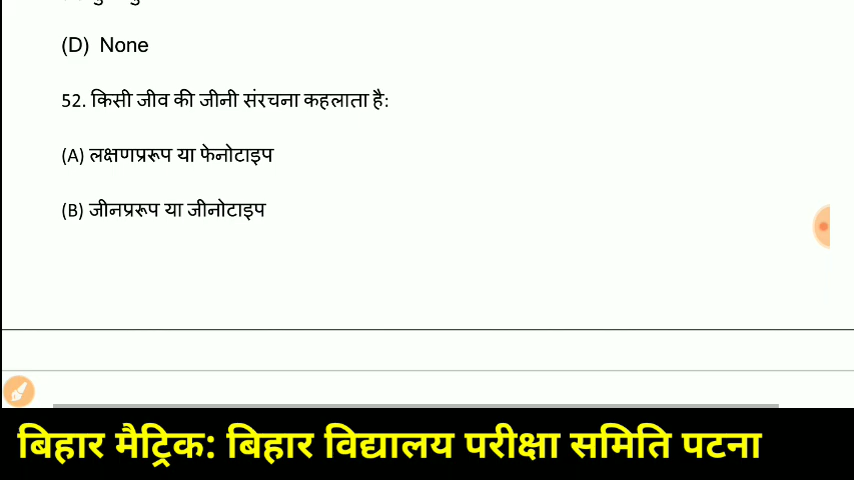 (D) None
52. किसी जीव की जीनी संरचना कहलाता है:
(A) लक्षणप्ररूप या फेनोटाइप
(B) जीनप्ररूप या जीनोटाइप
बिहार मैट्रिक: बिहार विद्यालय परीक्षा समिति पटना